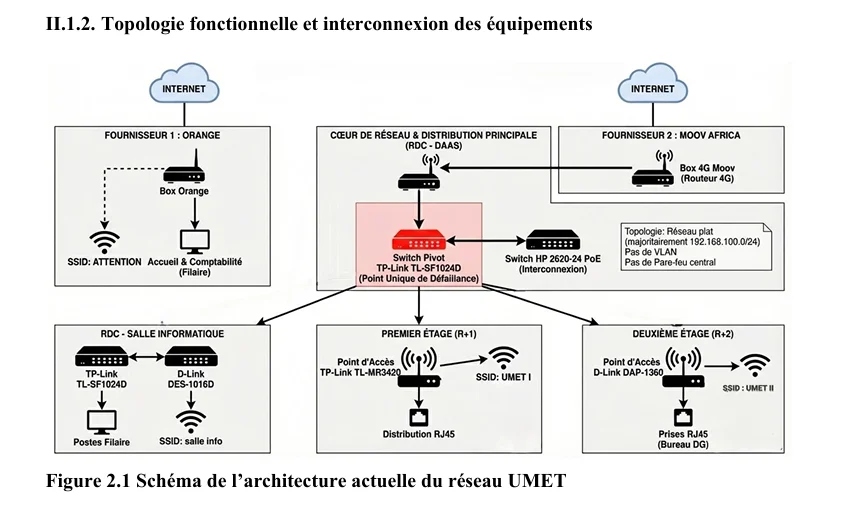 II.1.2. Topologie fonctionnelle et interconnexion des équipements
INTERNET
INTERNET
FOURNISSEUR 1 : ORANGE
Box Orange
SSID: ATTENTION
Accueil & Comptabilité
(Filaire)
CŒUR DE RÉSEAU & DISTRIBUTION PRINCIPALE
(RDC - DAAS)
FOURNISSEUR 2 : MOOV AFRICA
Box 4G Moov
(Routeur 4G)
Switch Pivot
TP-Link TL-SF1024D
(Point Unique de Défaillance)
Switch HP 2620-24 PoE
(Interconnexion)
Topologie: Réseau plat
(majoritairement 192.168.100.0/24)
Pas de VLAN
Pas de Pare-feu central
RDC - SALLE INFORMATIQUE
TP-Link
TL-SF1024D
D-Link
DES-1016D
Postes Filaire
SSID: salle info
PREMIER ÉTAGE (R+1)
Point d'Accès
TP-Link TL-MR3420
SSID: UMET I
Distribution RJ45
DEUXIÈME ÉTAGE (R+2)
Point d'Accès
D-Link DAP-1360
SSID : UMET II
Prises RJ45
(Bureau DG)
Figure 2.1 Schéma de l'architecture actuelle du réseau UMET